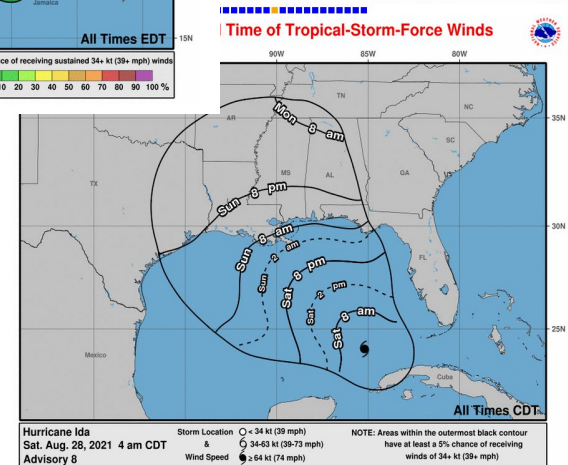 Jamaica
All Times EDT
15N
ce of receiving sustained 34+ kt (39+ mph) winds
10 20 30 40 50 60 70 80 90 100 %
Time of Tropical-Storm-Force Winds
90W 85W 80W
TN
NC
AR
Mon 8 am
35N
SC
MS
AL
GA
TX
Sun 8 pm
30N
Sun 8 am
Sun 2 am
FL
Sat 8 pm
Sat 2 pm
Sat 8 am
25N
Mexico
Cuba
All Times CDT
Hurricane Ida
Sat. Aug. 28, 2021 4 am CDT
Advisory 8
Storm Location
&
Wind Speed
< 34 kt (39 mph)
34-63 kt (39-73 mph)
≥ 64 kt (74 mph)
NOTE: Areas within the outermost black contour
have at least a 5% chance of receiving
winds of 34+ kt (39+ mph)